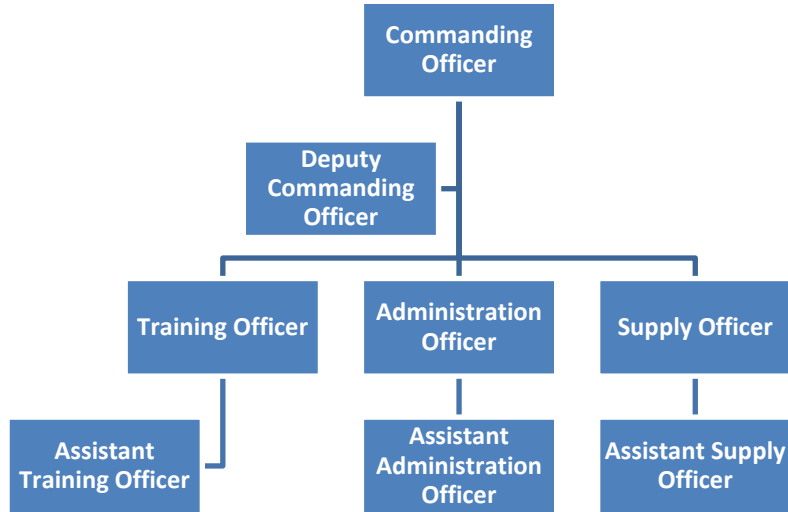 Commanding
Officer
Deputy
Commanding
Officer
Training Officer
Administration
Officer
Supply Officer
Assistant
Training Officer
Assistant
Administration
Officer
Assistant Supply
Officer